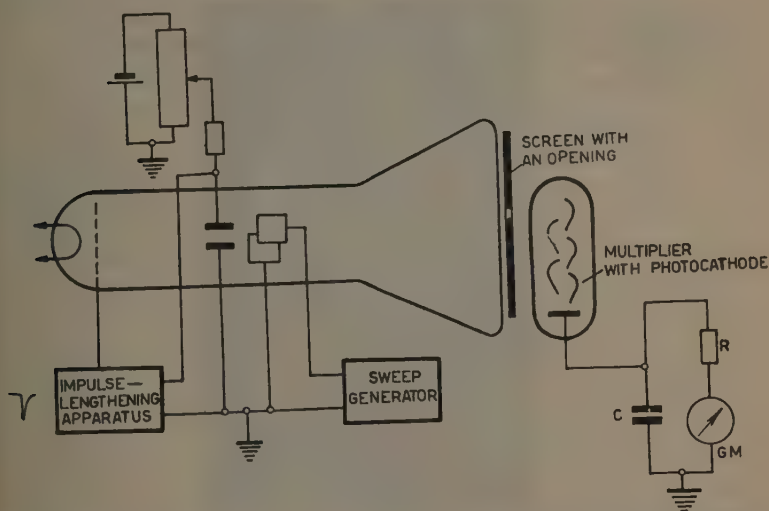 SCREEN WITH
AN OPENING
MULTIPLIER
WITH PHOTOCATHODE
IMPULSE—
LENGTHENING
APPARATUS
SWEEP
GENERATOR
R
C
GM